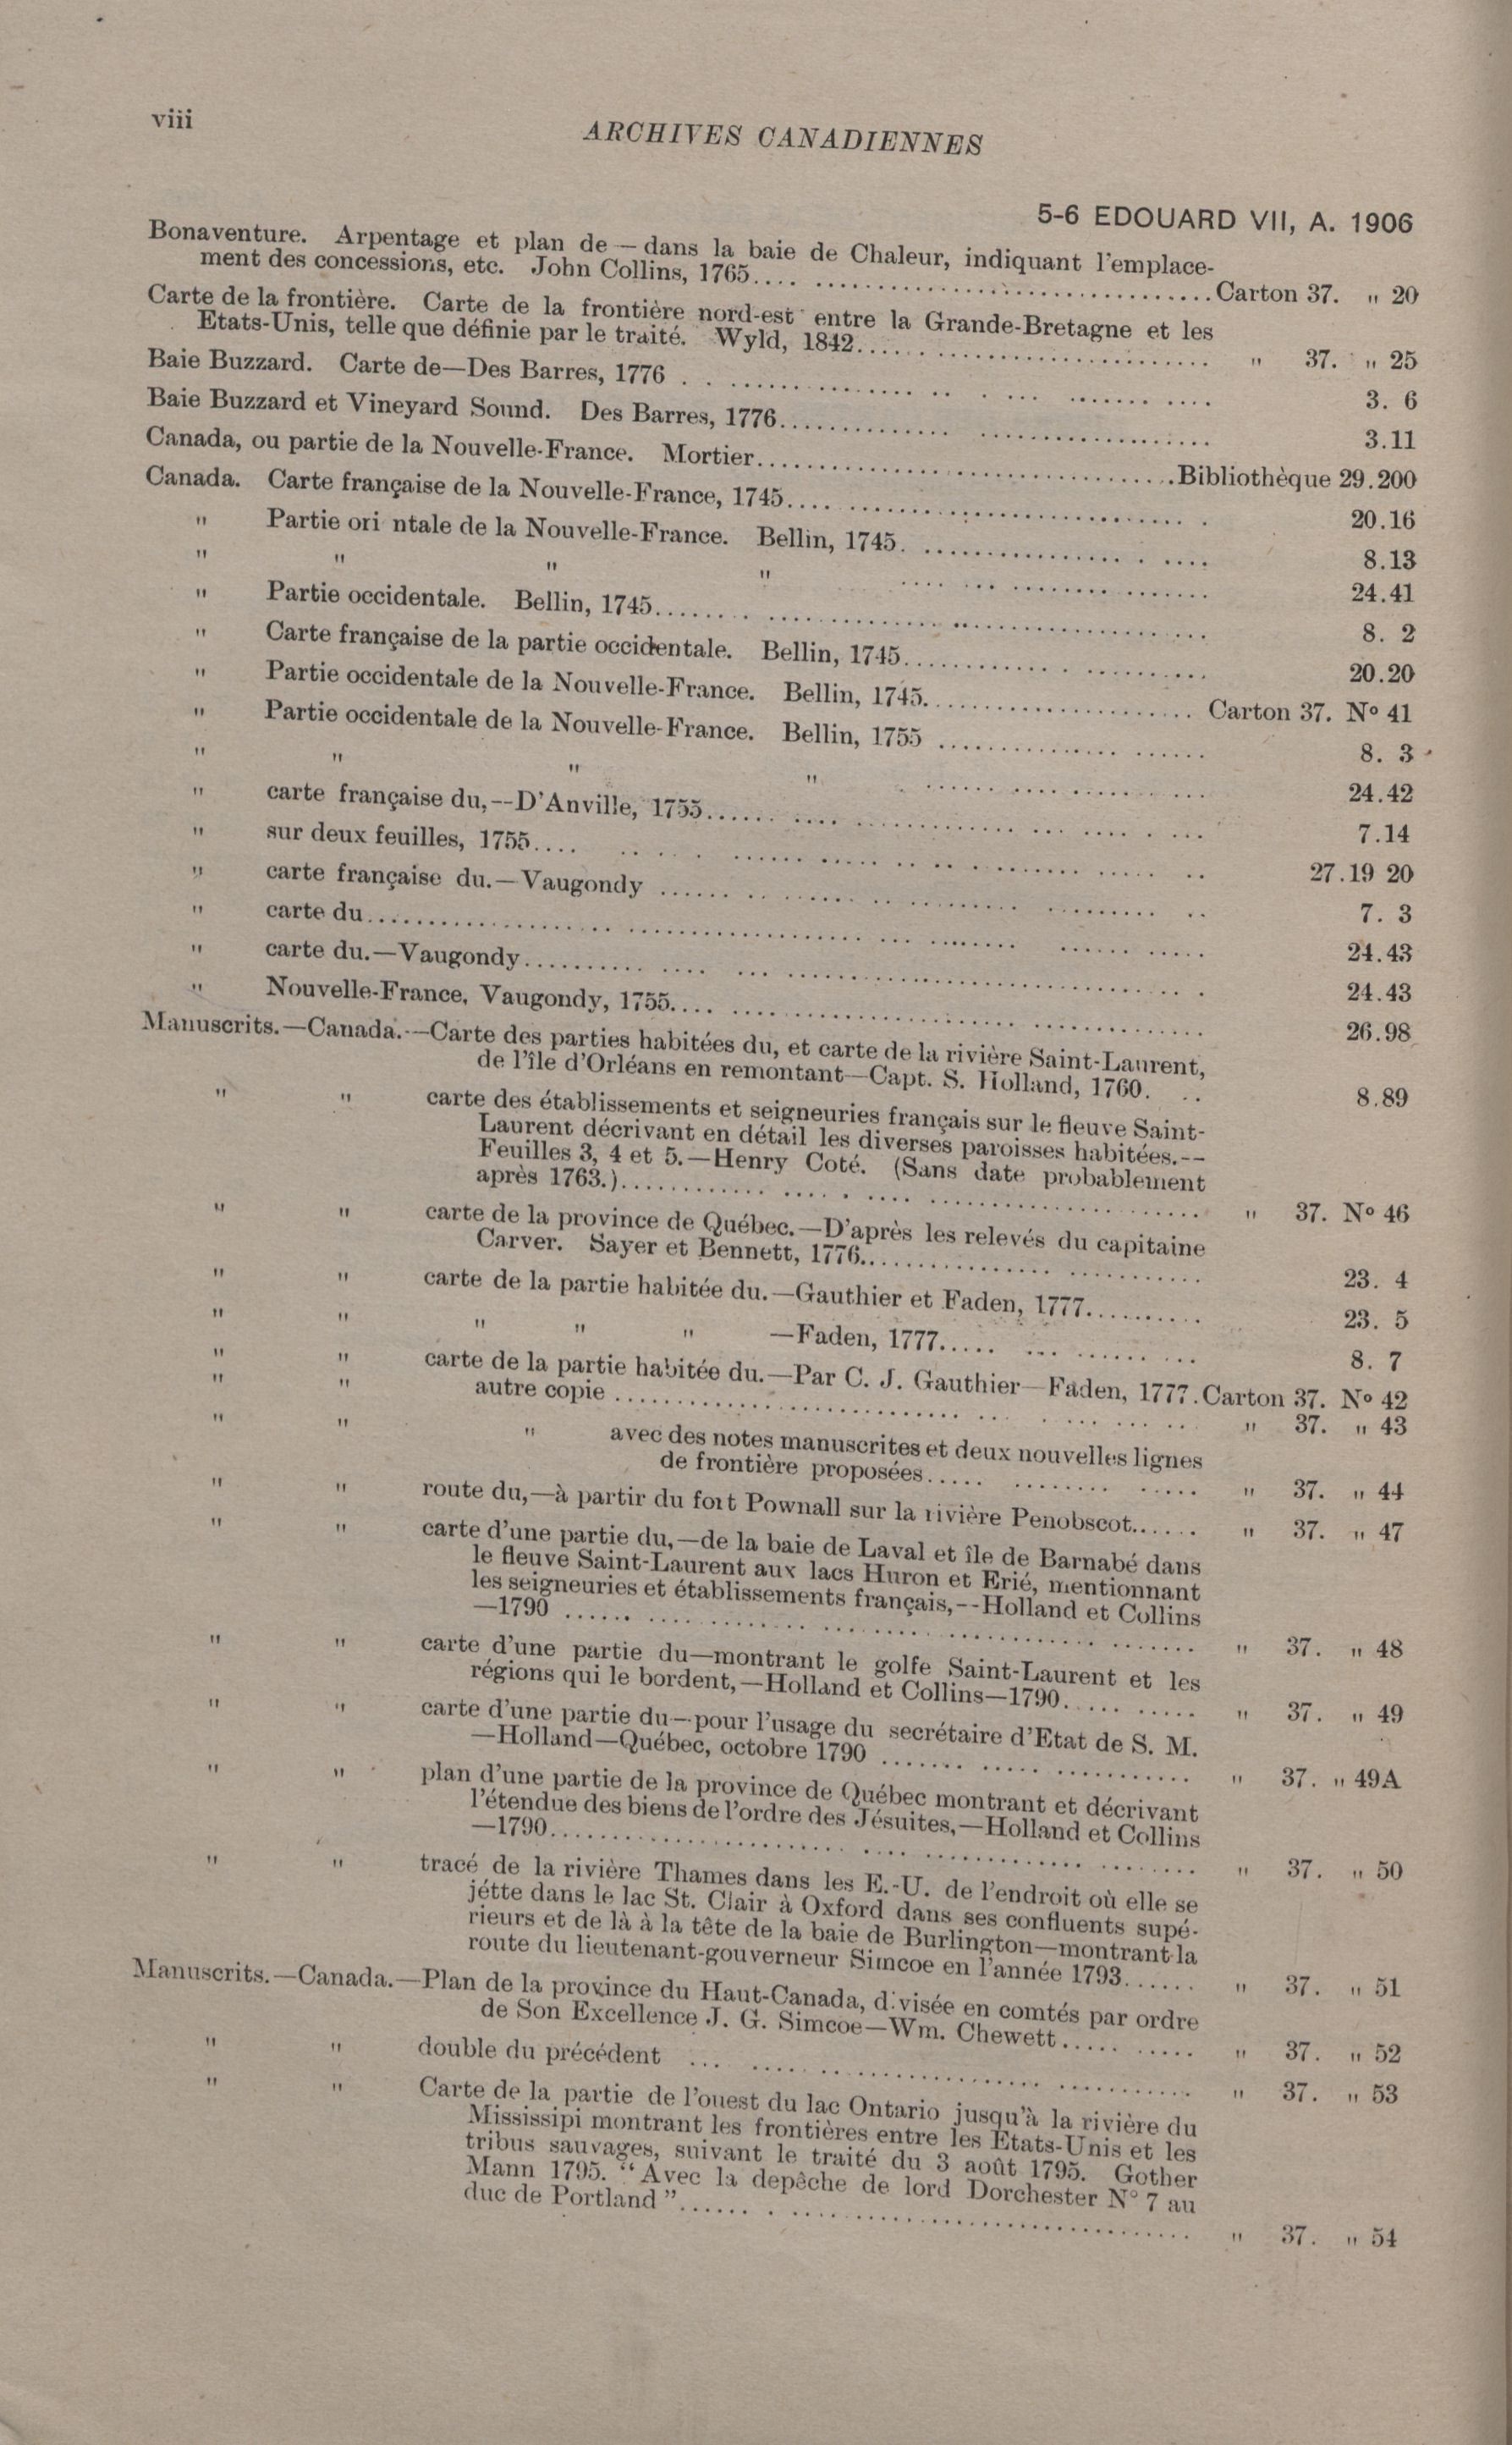 viii
ARCHIVES CANADIENNES
5-6 EDOUARD VII, A. 1906
Bonaventure. Arpentage et plan de — dans la baie de Chaleur, indiquant l'emplace-
ment des concessions, etc. John Collins, 1765.... ................................Carton 37. " 20
Carte de la frontière. Carte de la frontière nord-est entre la Grande-Bretagne et les
Etats-Unis, telle que définie par le traité. Wyld, 1842...... ........................... " 37. " 25
Baie Buzzard. Carte de—Des Barres, 1776 . . ................ .. . ... ....... .... 3. 6
Baie Buzzard et Vineyard Sound. Des Barres, 1776.............. .................... 3.11
Canada, ou partie de la Nouvelle-France. Mortier.................................Bibliothèque 29.200
Canada. Carte française de la Nouvelle-France, 1745.... ........................... . 20.16
" Partie ori ntale de la Nouvelle-France. Bellin, 1745. .................. . .... 8.13
" " " " .... ... ......... ....... 24.41
" Partie occidentale. Bellin, 1745........ ............ .................. ... 8. 2
" Carte française de la partie occidentale. Bellin, 1745............ . .......... 20.20
" Partie occidentale de la Nouvelle-France. Bellin, 1745...................... Carton 37. No 41
" Partie occidentale de la Nouvelle-France. Bellin, 1755 ............... ...... 8. 3
" " " " . ...... .... .......... ... 24.42
" carte française du,--D'Anville, 1755...... .... .............. ... .... . ... 7.14
" sur deux feuilles, 1755.... .. .. . ...... ..... .. .. . ......... ..... .. 27.19 20
" carte française du.—Vaugondy ...... .. ...... .... .. .......... ......... .. 7. 3
" carte du................... ................... ... ....... ...... ..... 24.43
" carte du.—Vaugondy.......... .... ... ............................ . 24.43
" Nouvelle-France, Vaugondy, 1755.... .... ................ .............. 26.98
Manuscrits.—Canada.—Carte des parties habitées du, et carte de la rivière Saint-Laurent,
de l'île d'Orléans en remontant—Capt. S. Holland, 1760. .. 8.89
" " carte des établissements et seigneuries français sur le fleuve Saint-
Laurent décrivant en détail les diverses paroisses habitées.--
Feuilles 3, 4 et 5.—Henry Coté. (Sans date probablement
après 1763.)............ .... . .... ...................... " 37. No 46
" " carte de la province de Québec.—D'après les relevés du capitaine
Carver. Sayer et Bennett, 1776................ ........... 23. 4
" " carte de la partie habitée du.—Gauthier et Faden, 1777.......... 23. 5
" " " " " —Faden, 1777..... ... ....... ... 8. 7
" " carte de la partie habitée du.—Par C. J. Gauthier—Faden, 1777.Carton 37. No 42
" " autre copie ............................ ... . ... ... ... " 37. " 43
" " " avec des notes manuscrites et deux nouvelles lignes
de frontière proposées..... ........ ..... " 37. " 44
" " route du,—à partir du fort Pownall sur la rivière Penobscot...... " 37. " 47
" " carte d'une partie du,—de la baie de Laval et île de Barnabé dans
le fleuve Saint-Laurent aux lacs Huron et Erié, mentionnant
les seigneuries et établissements français,--Holland et Collins
—1790 ...... .... ........ ..................... ....... " 37. " 48
" " carte d'une partie du—montrant le golfe Saint-Laurent et les
régions qui le bordent,—Holland et Collins—1790...... ..... " 37. " 49
" " carte d'une partie du—pour l'usage du secrétaire d'Etat de S. M.
—Holland—Québec, octobre 1790 ....... ..... ........... " 37. " 49A
" " plan d'une partie de la province de Québec montrant et décrivant
l'étendue des biens de l'ordre des Jésuites,—Holland et Collins
—1790........................ .... ............. ........ " 37. " 50
" " tracé de la rivière Thames dans les E.-U. de l'endroit où elle se
jétte dans le lac St. Clair à Oxford dans ses confluents supé-
rieurs et de là à la tête de la baie de Burlington—montrant la
route du lieutenant-gouverneur Simcoe en l'année 1793...... " 37. " 51
Manuscrits.—Canada.—Plan de la province du Haut-Canada, divisée en comtés par ordre
de Son Excellence J. G. Simcoe—Wm. Chewett..... ..... " 37. " 52
" " double du précédent ... ..... .................. ........... " 37. " 53
" " Carte de la partie de l'ouest du lac Ontario jusqu'à la rivière du
Mississipi montrant les frontières entre les Etats-Unis et les
tribus sauvages, suivant le traité du 3 août 1795. Gother
Mann 1795. “Avec la depêche de lord Dorchester N° 7 au
duc de Portland”...... . ................................ " 37. " 54